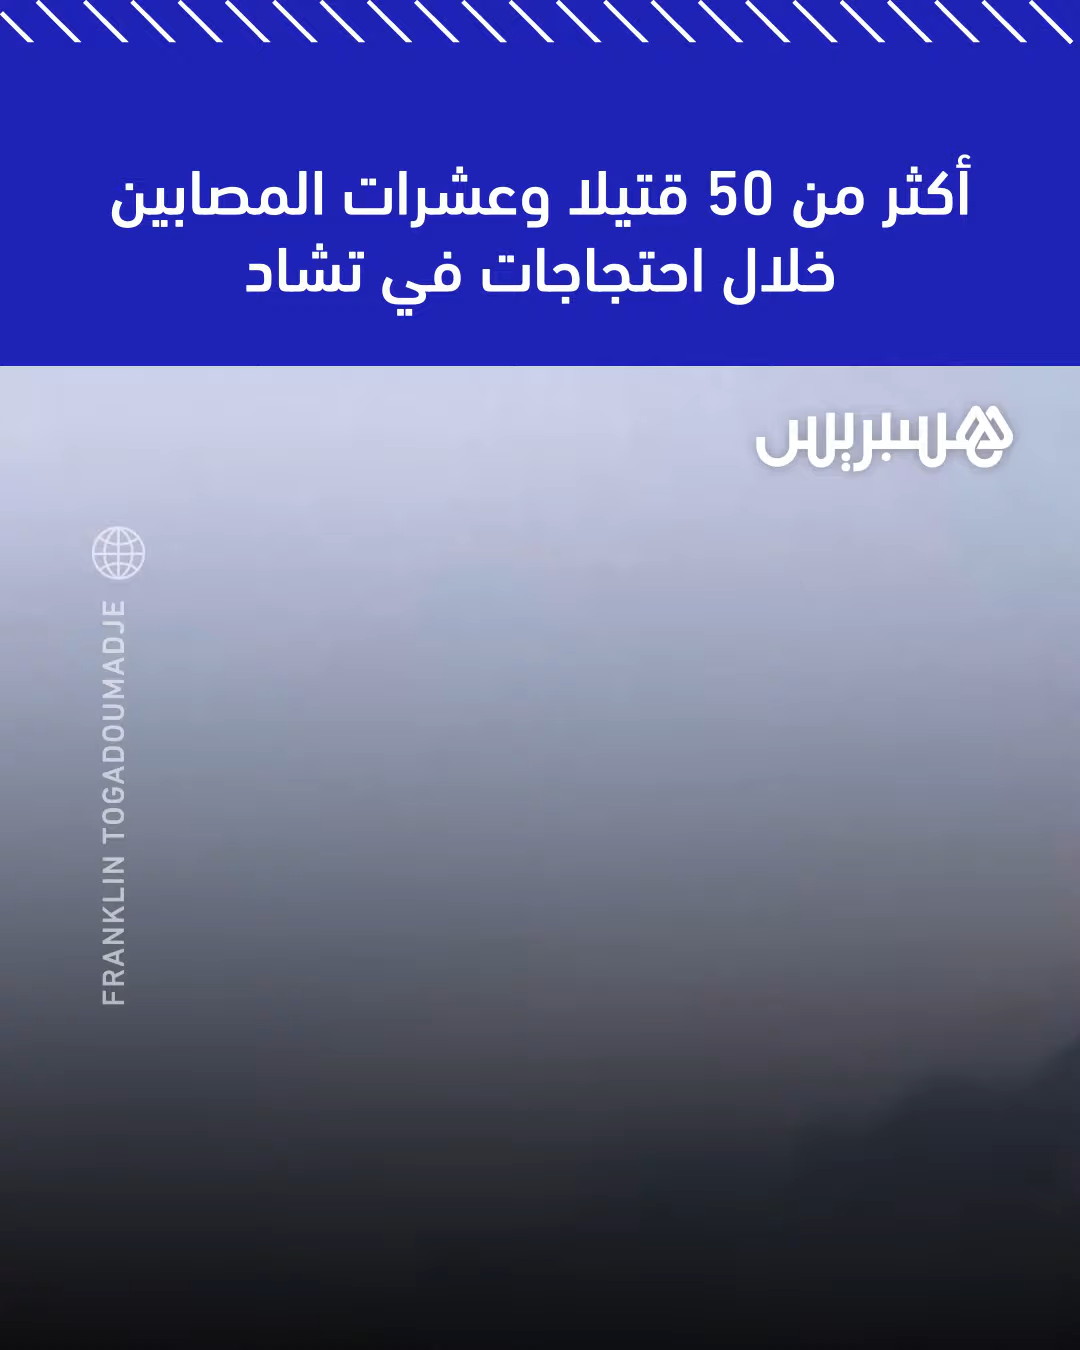 أكثر من 50 قتيلا وعشرات المصابين
خلال احتجاجات في تشاد
هسبريس
FRANKLIN TOGADOUMADJE